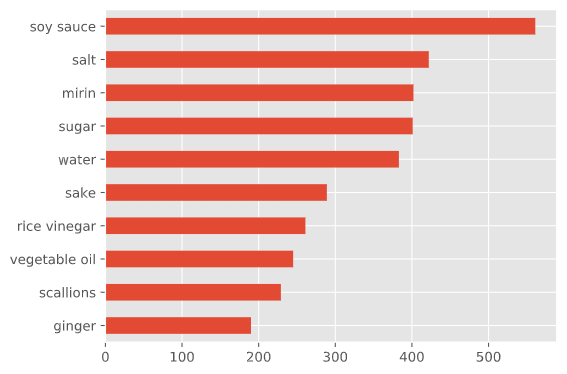 soy sauce
salt
mirin
sugar
water
sake
rice vinegar
vegetable oil
scallions
ginger
0 100 200 300 400 500